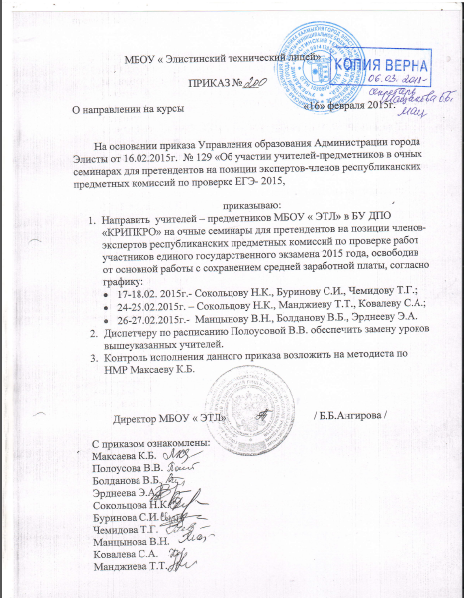 МБОУ « Элистинский технический лицей»
КОПИЯ ВЕРНА
06.03.2015
секретарь
ПРИКАЗ № 200
О направлении на курсы «16» февраля 2015г.
На основании приказа Управления образования Администрации города
Элисты от 16.02.2015г. № 129 «Об участии учителей-предметников в очных
семинарах для претендентов на позиции экспертов-членов республиканских
предметных комиссий по проверке ЕГЭ- 2015,
приказываю:
1. Направить учителей – предметников МБОУ « ЭТЛ» в БУ ДПО
«КРИПКРО» на очные семинары для претендентов на позиции членов-
экспертов республиканских предметных комиссий по проверке работ
участников единого государственного экзамена 2015 года, освободив
от основной работы с сохранением средней заработной платы, согласно
графику:
• 17-18.02. 2015г.- Сокольцову Н.К., Буринову С.И., Чемидову Т.Г.;
• 24-25.02.2015г. – Сокольцову Н.К., Манджиеву Т.Т., Ковалеву С.А.;
• 26-27.02.2015г.- Манцынову В.Н., Болданову В.Б., Эрднееву Э.А.
2. Диспетчеру по расписанию Полоусовой В.В. обеспечить замену уроков
вышеуказанных учителей.
3. Контроль исполнения данного приказа возложить на методиста по
НМР Максаеву К.Б.
Директор МБОУ « ЭТЛ» / Б.Б.Ангирова /
С приказом ознакомлены:
Максаева К.Б.
Полоусова В.В.
Болданова В.Б.
Эрднеева Э.А.
Сокольцова Н.К.
Буринова С.И.
Чемидова Т.Г.
Манцынова В.Н.
Ковалева С.А.
Манджиева Т.Т.